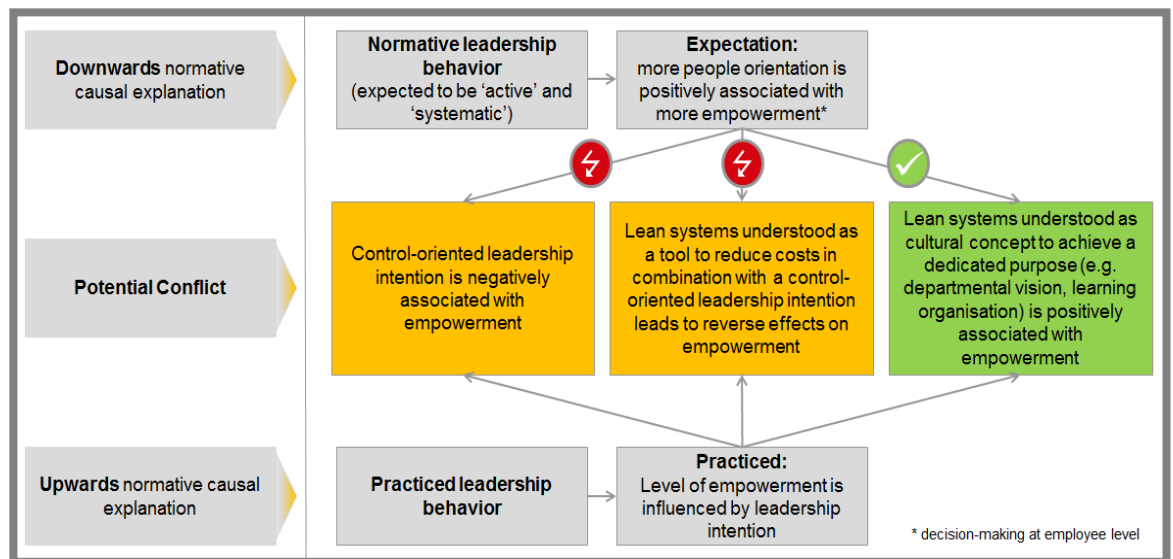 Downwards normative
causal explanation
Normative leadership
behavior
(expected to be ‘active’ and
‘systematic’)
Expectation:
more people orientation is
positively associated with
more empowerment*
Potential Conflict
Control-oriented leadership
intention is negatively
associated with
empowerment
Lean systems understood as
a tool to reduce costs in
combination with a control-
oriented leadership intention
leads to reverse effects on
empowerment
Lean systems understood as
cultural concept to achieve a
dedicated purpose (e.g.
departmental vision, learning
organisation) is positively
associated with
empowerment
Upwards normative causal
explanation
Practiced leadership
behavior
Practiced:
Level of empowerment is
influenced by leadership
intention
* decision-making at employee level